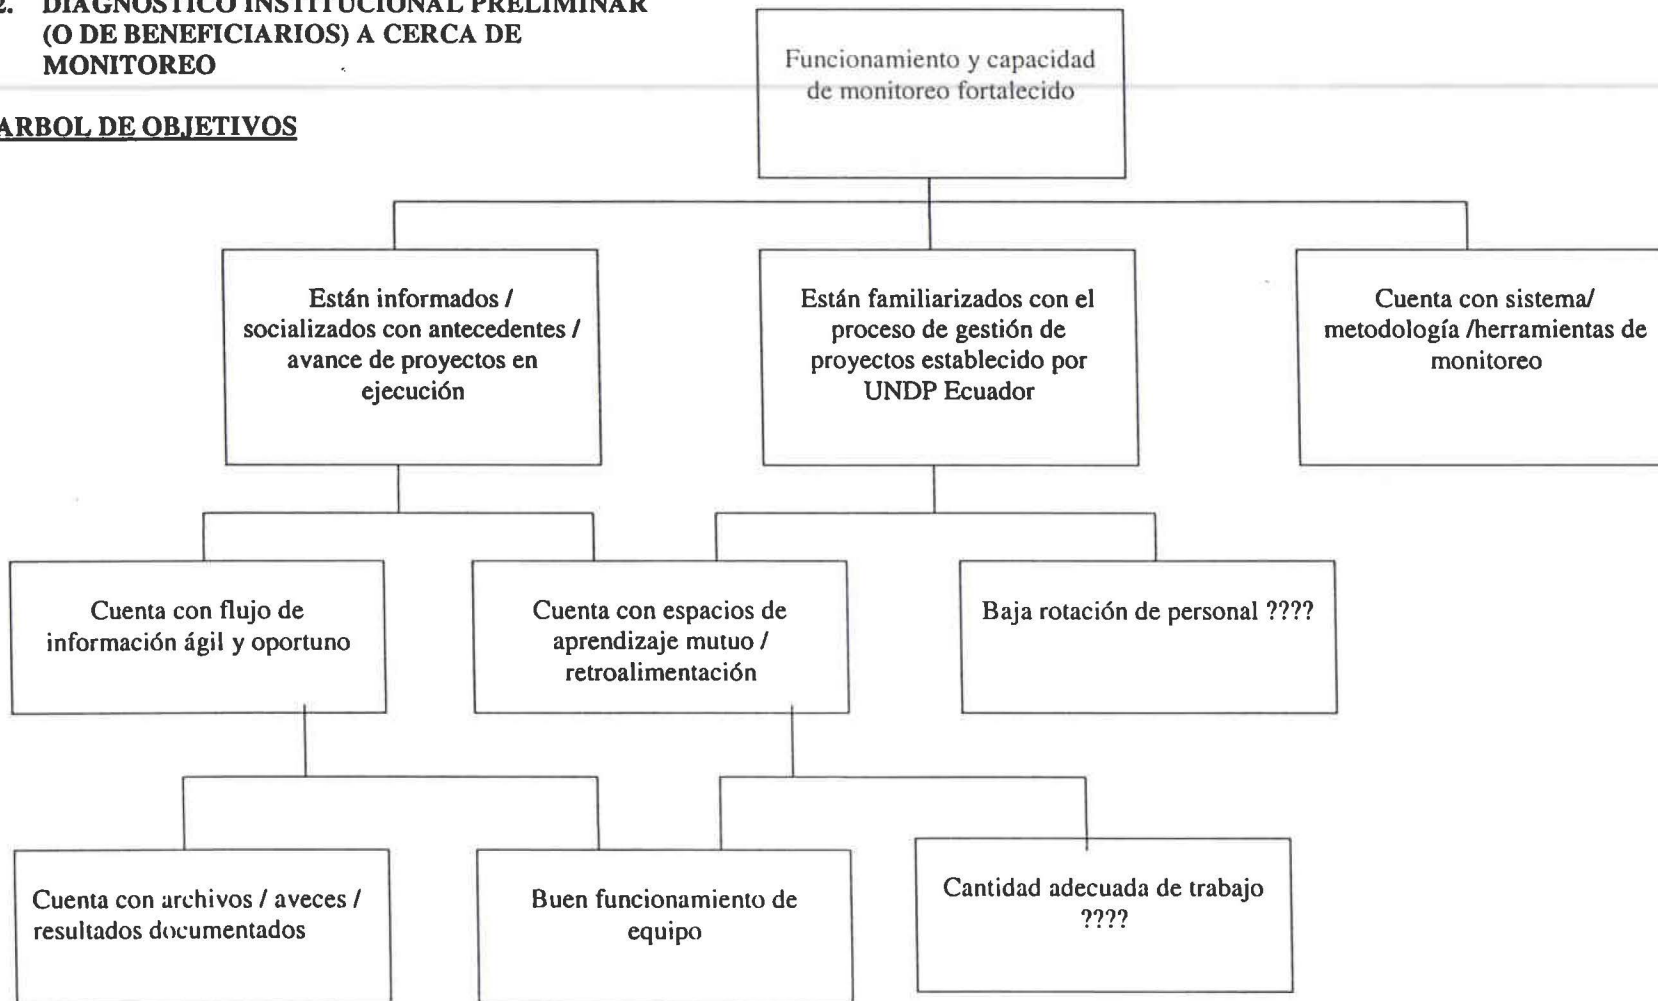 2. DIAGNOSTICO INSTITUCIONAL PRELIMINAR
(O DE BENEFICIARIOS) A CERCA DE
MONITOREO
ARBOL DE OBJETIVOS
Funcionamiento y capacidad
de monitoreo fortalecido
Están informados /
socializados con antecedentes /
avance de proyectos en
ejecución
Están familiarizados con el
proceso de gestión de
proyectos establecido por
UNDP Ecuador
Cuenta con sistema/
metodología /herramientas de
monitoreo
Cuenta con flujo de
información ágil y oportuno
Cuenta con espacios de
aprendizaje mutuo /
retroalimentación
Baja rotación de personal ????
Cuenta con archivos / aveces /
resultados documentados
Buen funcionamiento de
equipo
Cantidad adecuada de trabajo
????